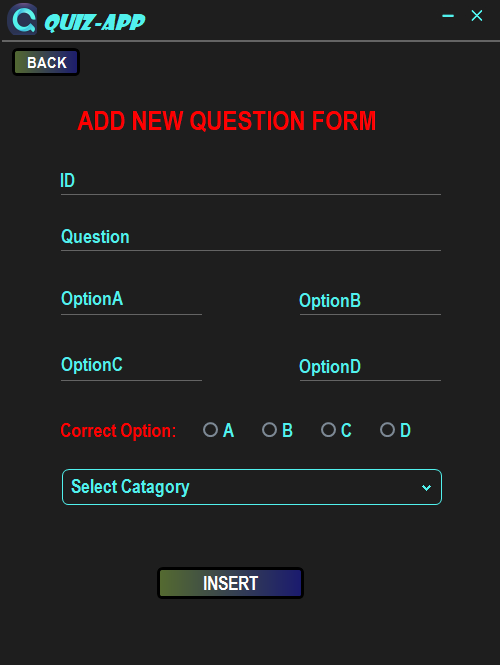 QUIZ-APP
BACK
ADD NEW QUESTION FORM
ID
Question
OptionA OptionB
OptionC OptionD
Correct Option: A B C D
Select Catagory
INSERT